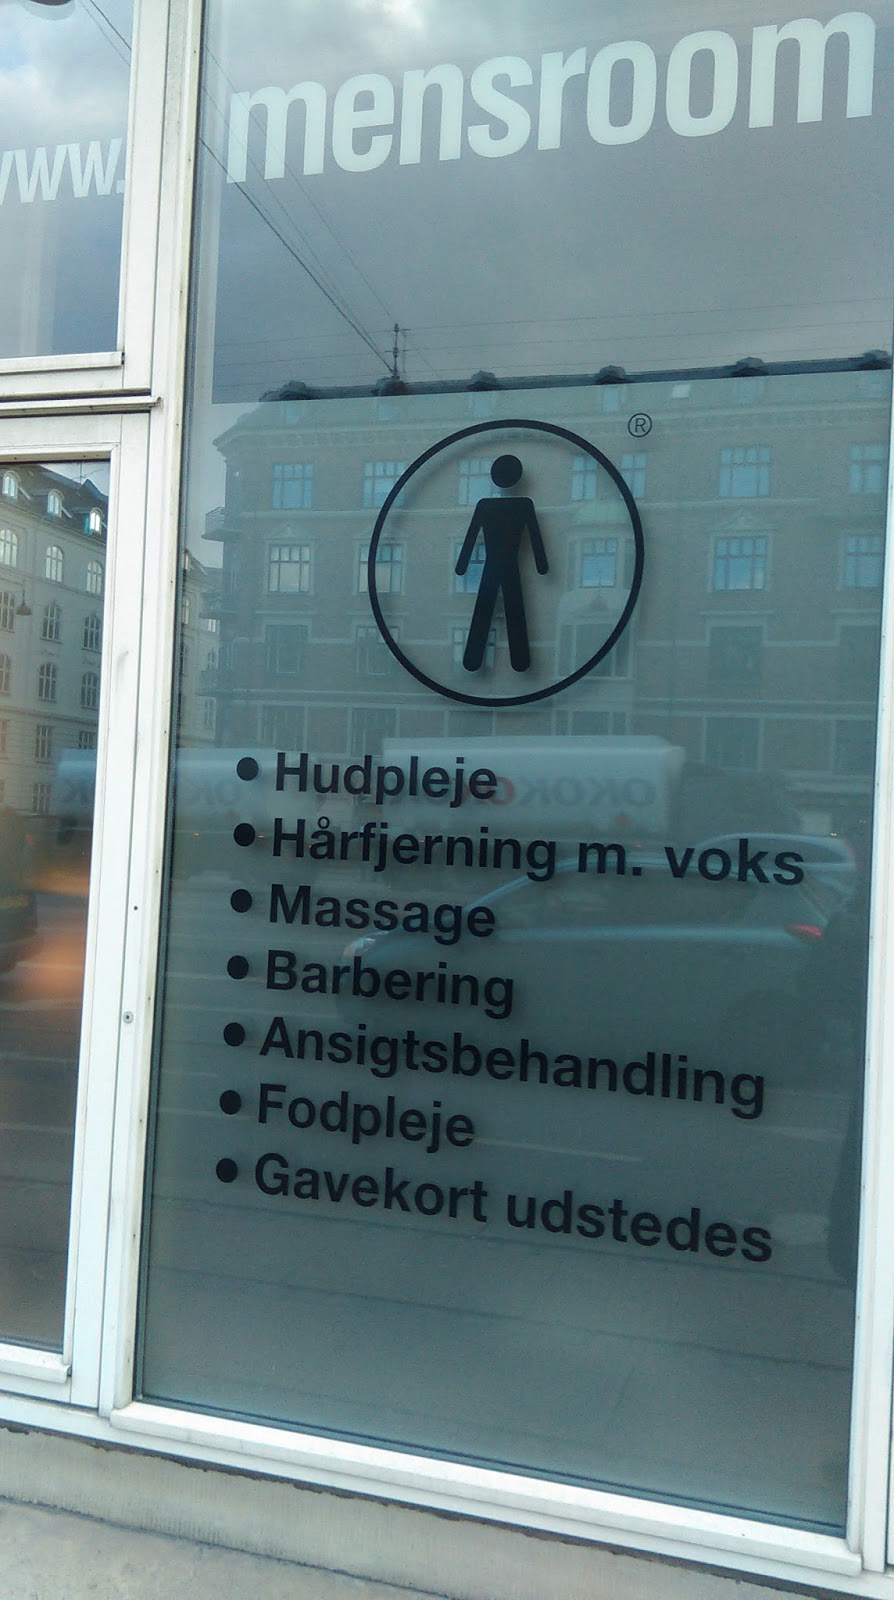 www.
mensroom
®
• Hudpleje
• Hårfjerning m. voks
• Massage
• Barbering
• Ansigtsbehandling
• Fodpleje
• Gavekort udstedes